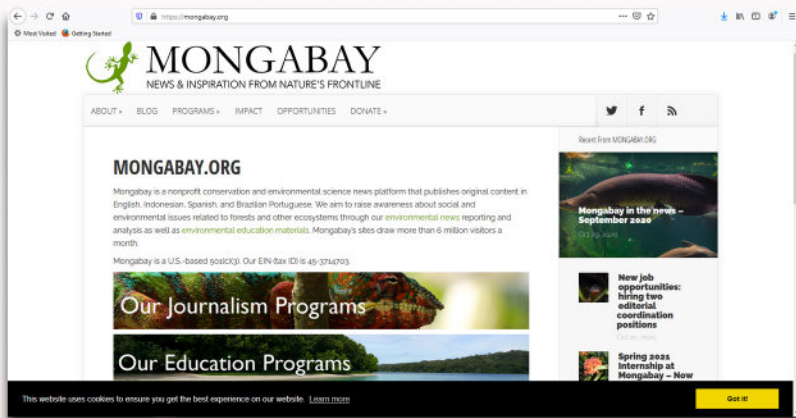 https://mongabay.org
Most Visited Getting Started
MONGABAY
NEWS & INSPIRATION FROM NATURE'S FRONTLINE
ABOUT » BLOG PROGRAMS » IMPACT OPPORTUNITIES DONATE »
MONGABAY.ORG
Mongabay is a nonprofit conservation and environmental science news platform that publishes original content in
English, Indonesian, Spanish, and Brazilian Portuguese. We aim to raise awareness about social and
environmental issues related to forests and other ecosystems through our environmental news reporting and
analysis as well as environmental education materials. Mongabay's sites draw more than 6 million visitors a
month.
Mongabay is a U.S.-based 501(c)(3). Our EIN (tax ID) is 45-3714703.
Our Journalism Programs
Our Education Programs
Recent From MONGABAY.ORG
Mongabay in the news –
September 2020
Oct 29, 2020
New job
opportunities:
hiring two
editorial
coordination
positions
Oct 20, 2020
Spring 2021
Internship at
Mongabay – Now
This website uses cookies to ensure you get the best experience on our website. Learn more
Got it!